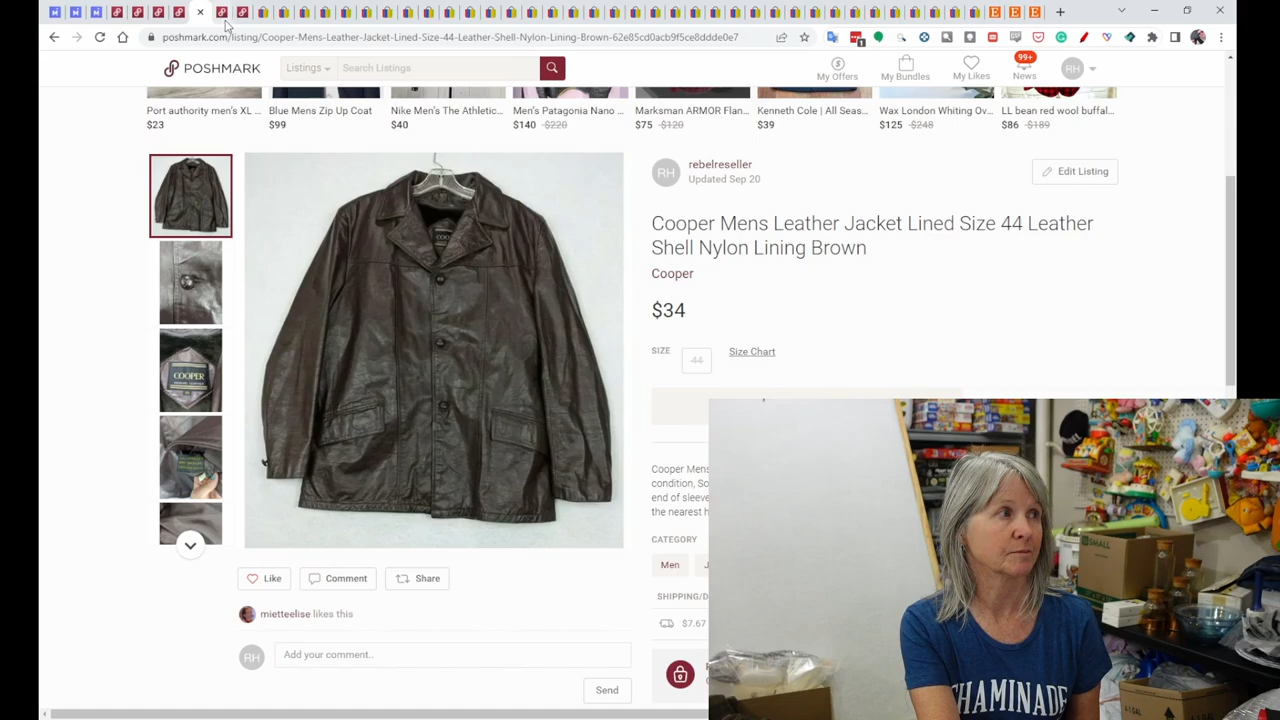 poshmark.com/listing/Cooper-Mens-Leather-Jacket-Lined-Size-44-Leather-Shell-Nylon-Lining-Brown-62e85cd0acb9f5ce8ddde0e7
POSHMARK
Listings
Search Listings
My Offers
My Bundles
My Likes
99+
News
RH
Port authority men's XL ...
$23
Blue Mens Zip Up Coat
$99
Nike Men's The Athletic...
$40
Men's Patagonia Nano ...
$140 $220
Marksman ARMOR Flan...
$75 $120
Kenneth Cole | All Seas...
$39
Wax London Whiting Ov...
$125 $248
LL bean red wool buffal...
$86 $189
RH
rebelreseller
Updated Sep 20
Edit Listing
Cooper Mens Leather Jacket Lined Size 44 Leather
Shell Nylon Lining Brown
Cooper
$34
SIZE
44
Size Chart
COOPER
Cooper Mens
condition, So
end of sleeve
the nearest h
CATEGORY
Men
SHIPPING/D
$7.67
Like
Comment
Share
mietteelise likes this
RH
Add your comment..
Send
SMALL
CHAMINADE